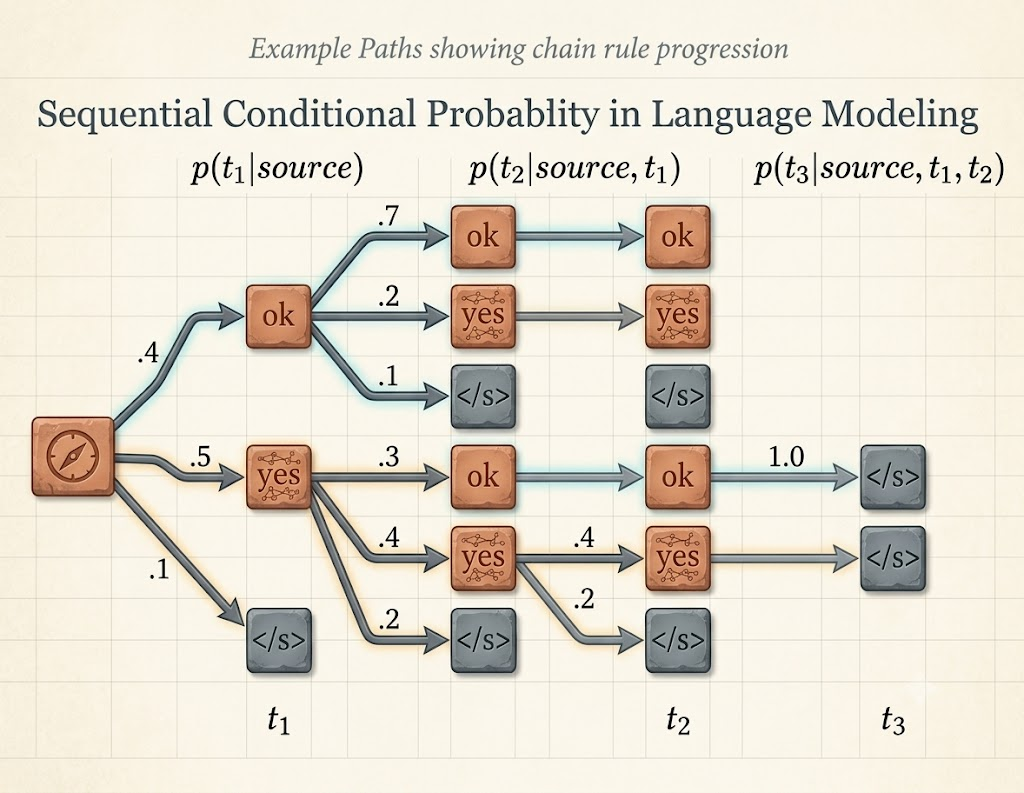 Example Paths showing chain rule progression
Sequential Conditional Probablity in Language Modeling
p(t₁|source) p(t₂|source, t₁) p(t₃|source, t₁, t₂)
.7 ok ok
.4 ok .2 yes yes
.1 </s> </s>
.5 yes .3 ok ok 1.0 </s>
.4 yes .4 yes </s>
.1 </s> .2 </s> .2 </s>
t₁ t₂ t₃